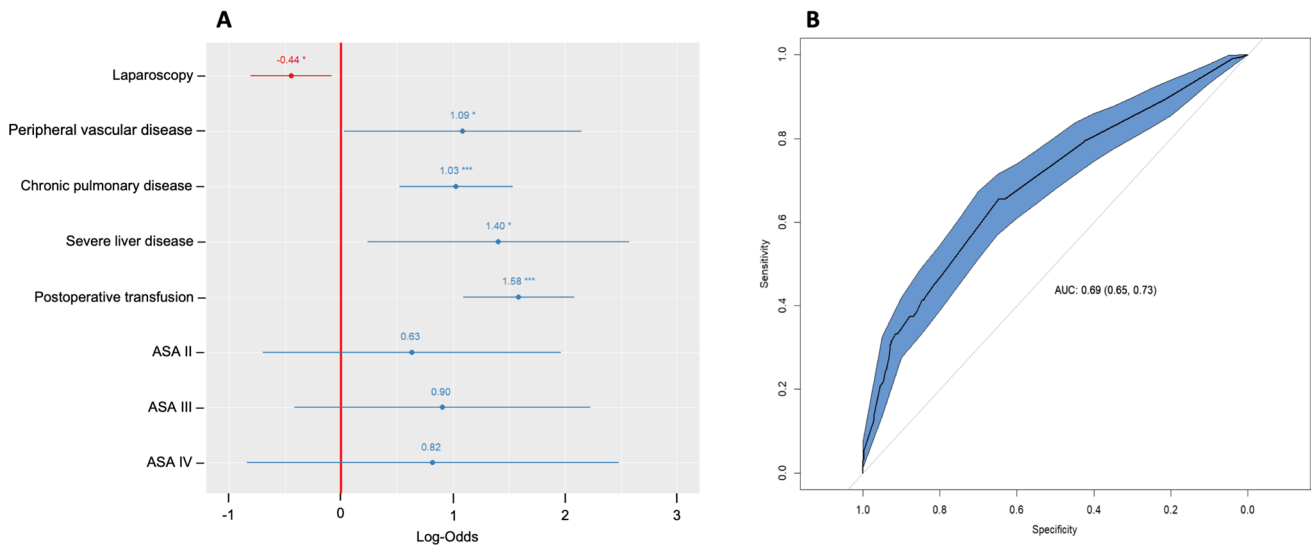 A
Laparoscopy
-0.44 *
Peripheral vascular disease
1.09 *
Chronic pulmonary disease
1.03 ***
Severe liver disease
1.40 *
Postoperative transfusion
1.58 ***
ASA II
0.63
ASA III
0.90
ASA IV
0.82
-1 0 1 2 3
Log-Odds
B
1.0
0.8
0.6
0.4
0.2
0.0
Sensitivity
AUC: 0.69 (0.65, 0.73)
1.0 0.8 0.6 0.4 0.2 0.0
Specificity